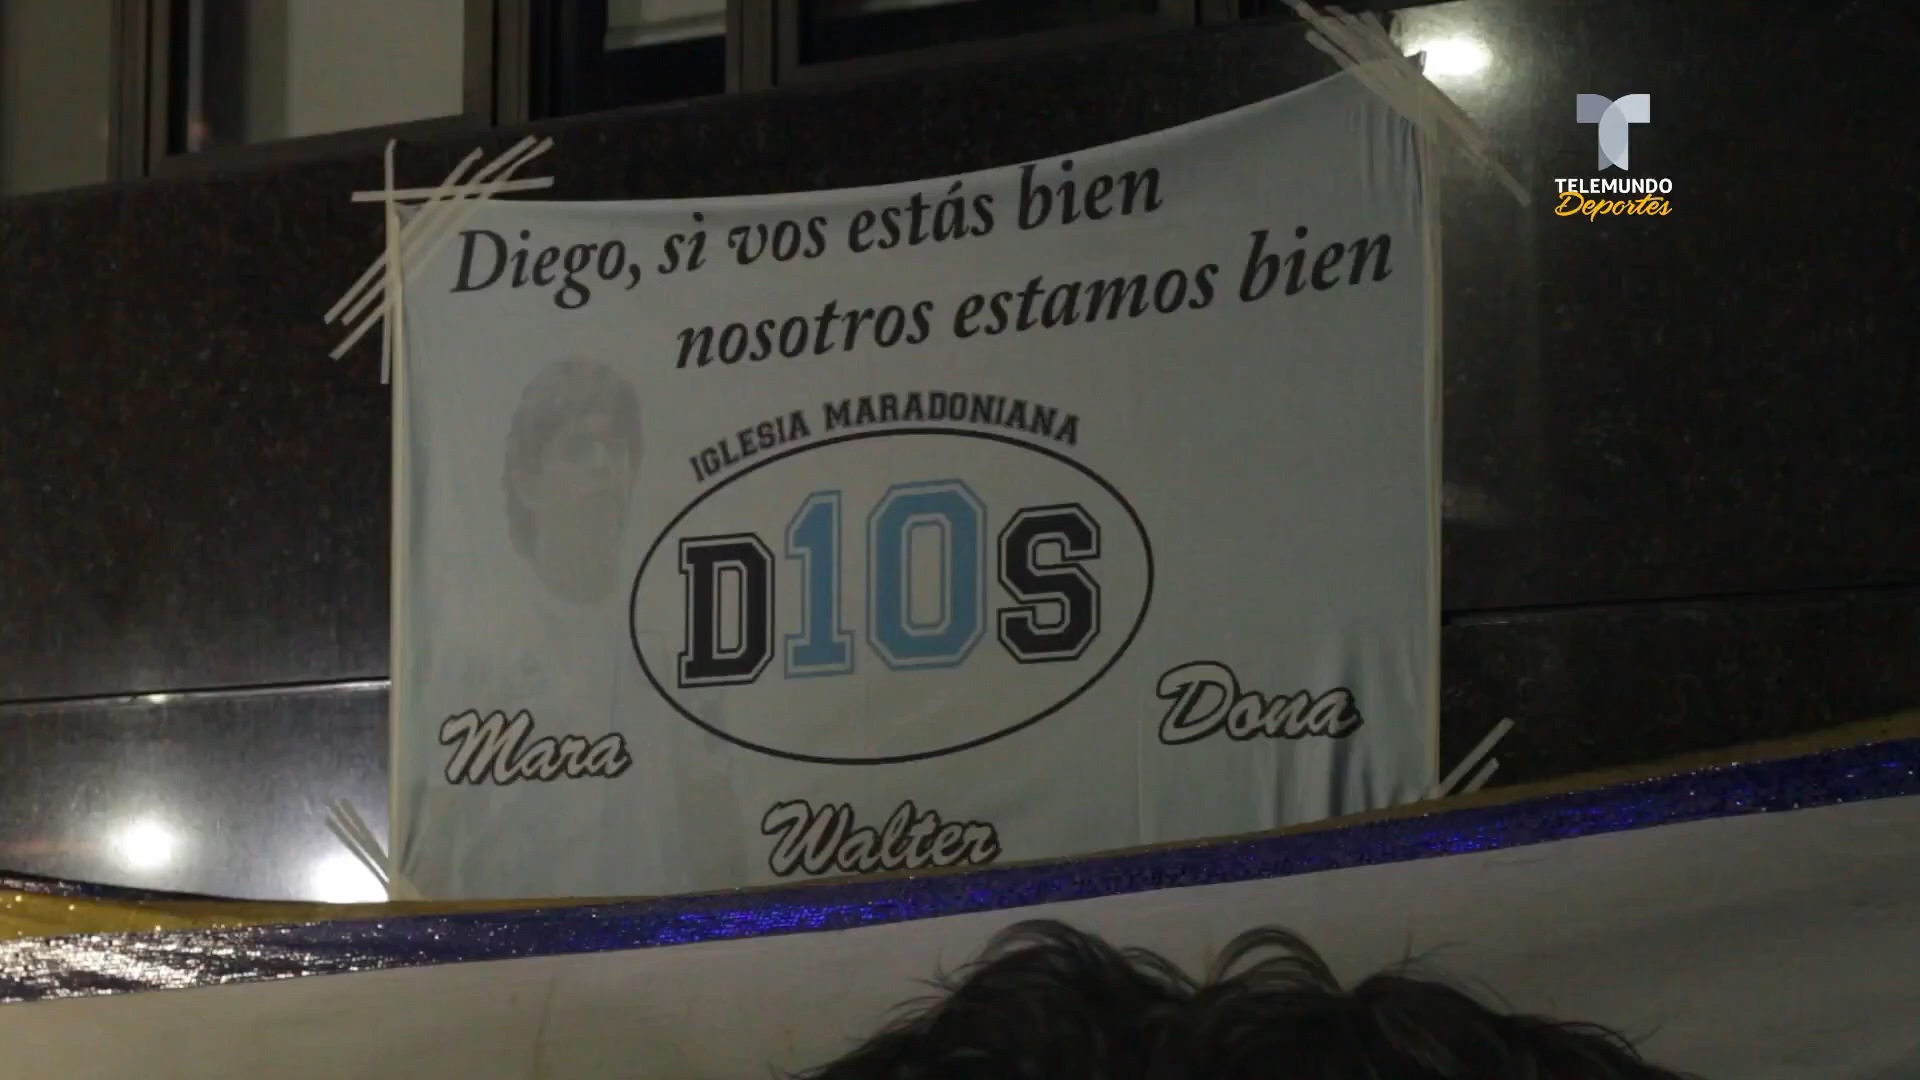 Diego, si vos estás bien
nosotros estamos bien
IGLESIA MARADONIANA
D10S
Mara
Dona
Walter
TELEMUNDO
Deportes